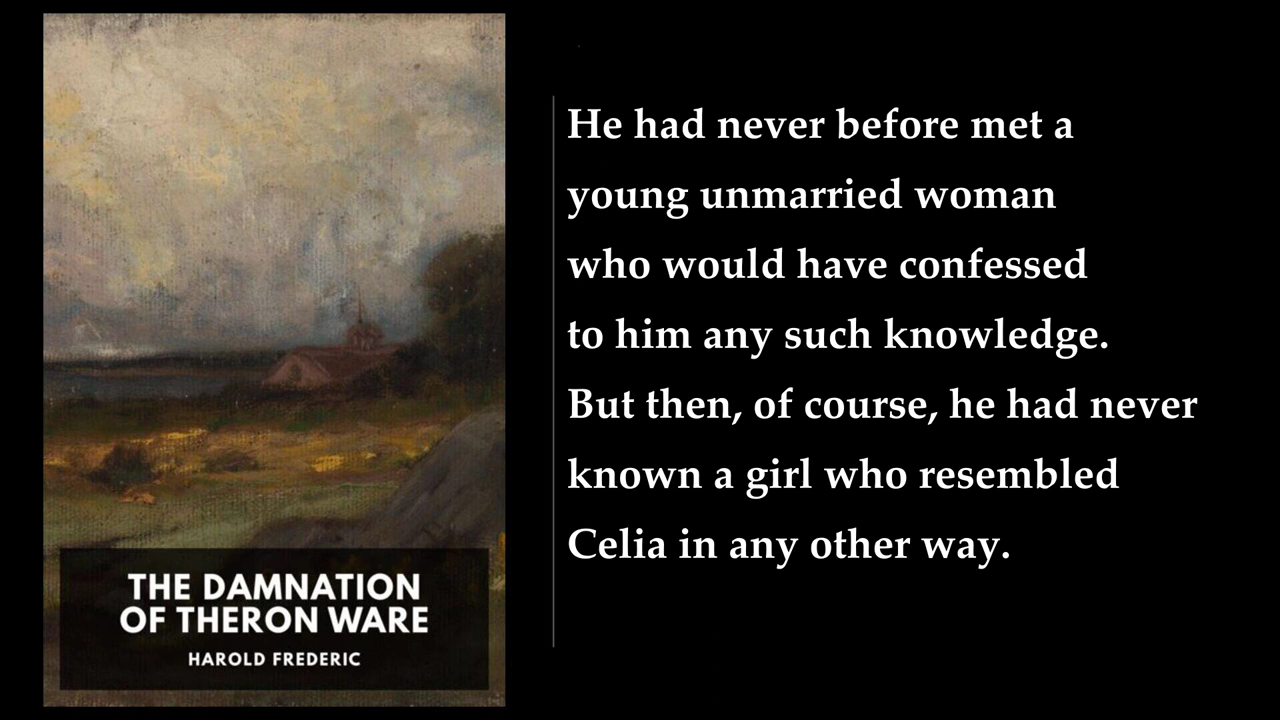 THE DAMNATION
OF THERON WARE
HAROLD FREDERIC
He had never before met a
young unmarried woman
who would have confessed
to him any such knowledge.
But then, of course, he had never
known a girl who resembled
Celia in any other way.